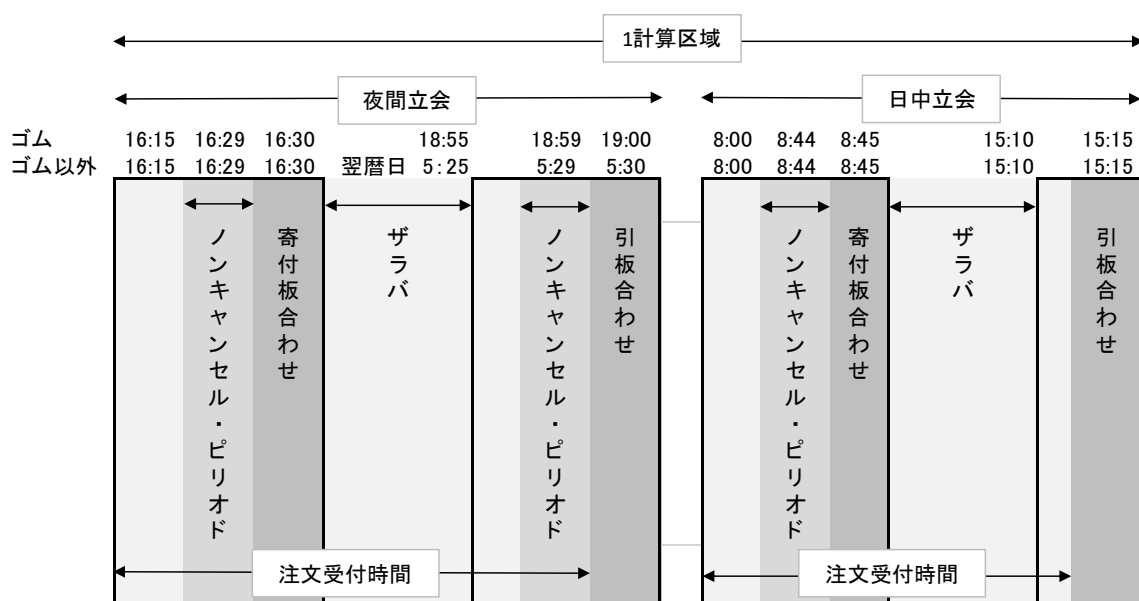 1計算区域
夜間立会
日中立会
ゴム 16:15 16:29 16:30 18:55 18:59 19:00 8:00 8:44 8:45 15:10 15:15
ゴム以外 16:15 16:29 16:30 翌暦日 5:25 5:29 5:30 8:00 8:44 8:45 15:10 15:15
ノンキャンセル・ピリオド
寄付板合わせ
ザラバ
ノンキャンセル・ピリオド
引板合わせ
ノンキャンセル・ピリオド
寄付板合わせ
ザラバ
引板合わせ
注文受付時間
注文受付時間